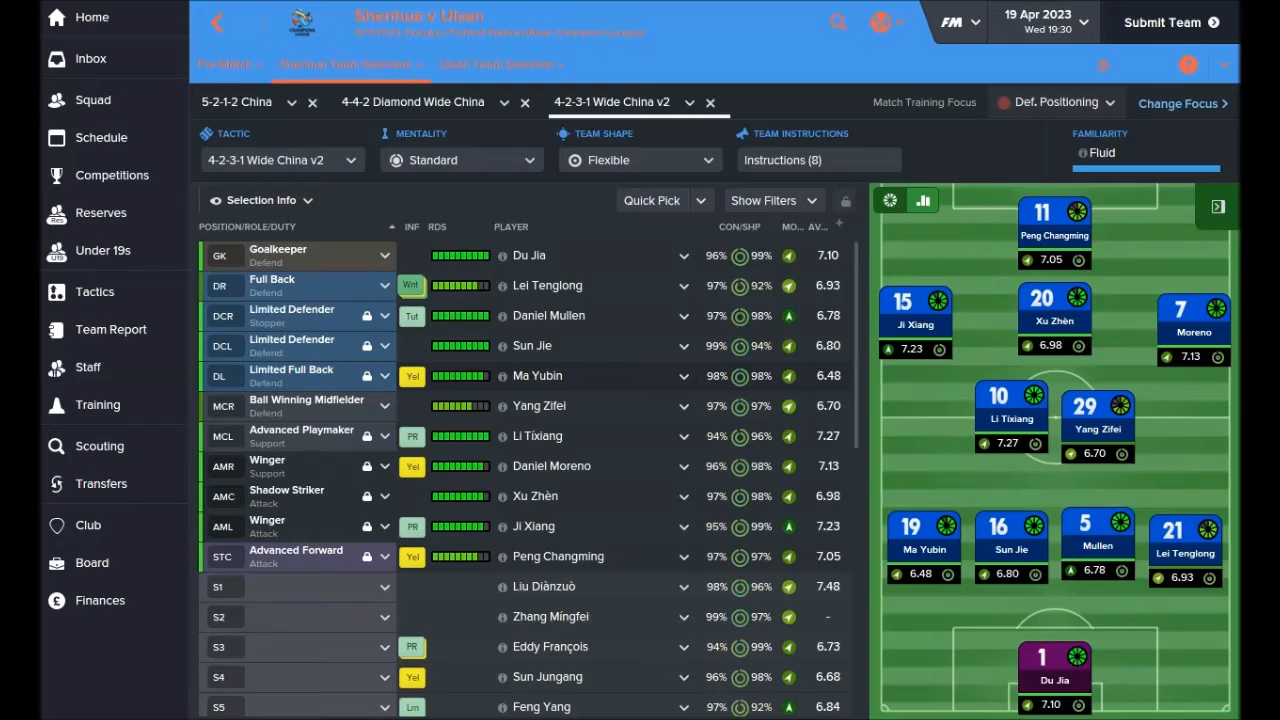 Home
Inbox
Squad
Schedule
Competitions
Reserves
Under 19s
Tactics
Team Report
Staff
Training
Scouting
Transfers
Club
Board
Finances
Shenhua v Ulsan
FM
19 Apr 2023
Wed 19:30
Submit Team
Pre-Match
Shenhua Team Selection
Ulsan Team Selection
5-2-1-2 China
4-4-2 Diamond Wide China
4-2-3-1 Wide China v2
Match Training Focus
Def. Positioning
Change Focus
TACTIC
MENTALITY
TEAM SHAPE
TEAM INSTRUCTIONS
FAMILIARITY
4-2-3-1 Wide China v2
Standard
Flexible
Instructions (8)
Fluid
Selection Info
Quick Pick
Show Filters
POSITION/ROLE/DUTY INF RDS PLAYER CON/SHP MO... AV...
GK Goalkeeper Defend Du Jia 96% 99% 7.10
DR Full Back Defend Wnt Lei Tenglong 97% 92% 6.93
DCR Limited Defender Stopper Tut Daniel Mullen 97% 98% 6.78
DCL Limited Defender Defend Sun Jie 99% 94% 6.80
DL Limited Full Back Defend Yel Ma Yubin 98% 98% 6.48
MCR Ball Winning Midfielder Defend Yang Zifei 97% 97% 6.70
MCL Advanced Playmaker Support PR Li Tíxiang 94% 96% 7.27
AMR Winger Support Yel Daniel Moreno 96% 98% 7.13
AMC Shadow Striker Attack Xu Zhèn 97% 98% 6.98
AML Winger Attack PR Ji Xiang 95% 99% 7.23
STC Advanced Forward Attack Yel Peng Changming 97% 97% 7.05
S1 Liu Diànzuò 98% 96% 7.48
S2 Zhang Míngfei 99% 97% -
S3 PR Eddy François 94% 99% 6.73
S4 Yel Sun Jungang 96% 98% 6.68
S5 Lrn Feng Yang 97% 92% 6.84
11
Peng Changming
7.05
15
Ji Xiang
7.23
20
Xu Zhèn
6.98
7
Moreno
7.13
10
Li Tíxiang
7.27
29
Yang Zifei
6.70
19
Ma Yubin
6.48
16
Sun Jie
6.80
5
Mullen
6.78
21
Lei Tenglong
6.93
1
Du Jia
7.10